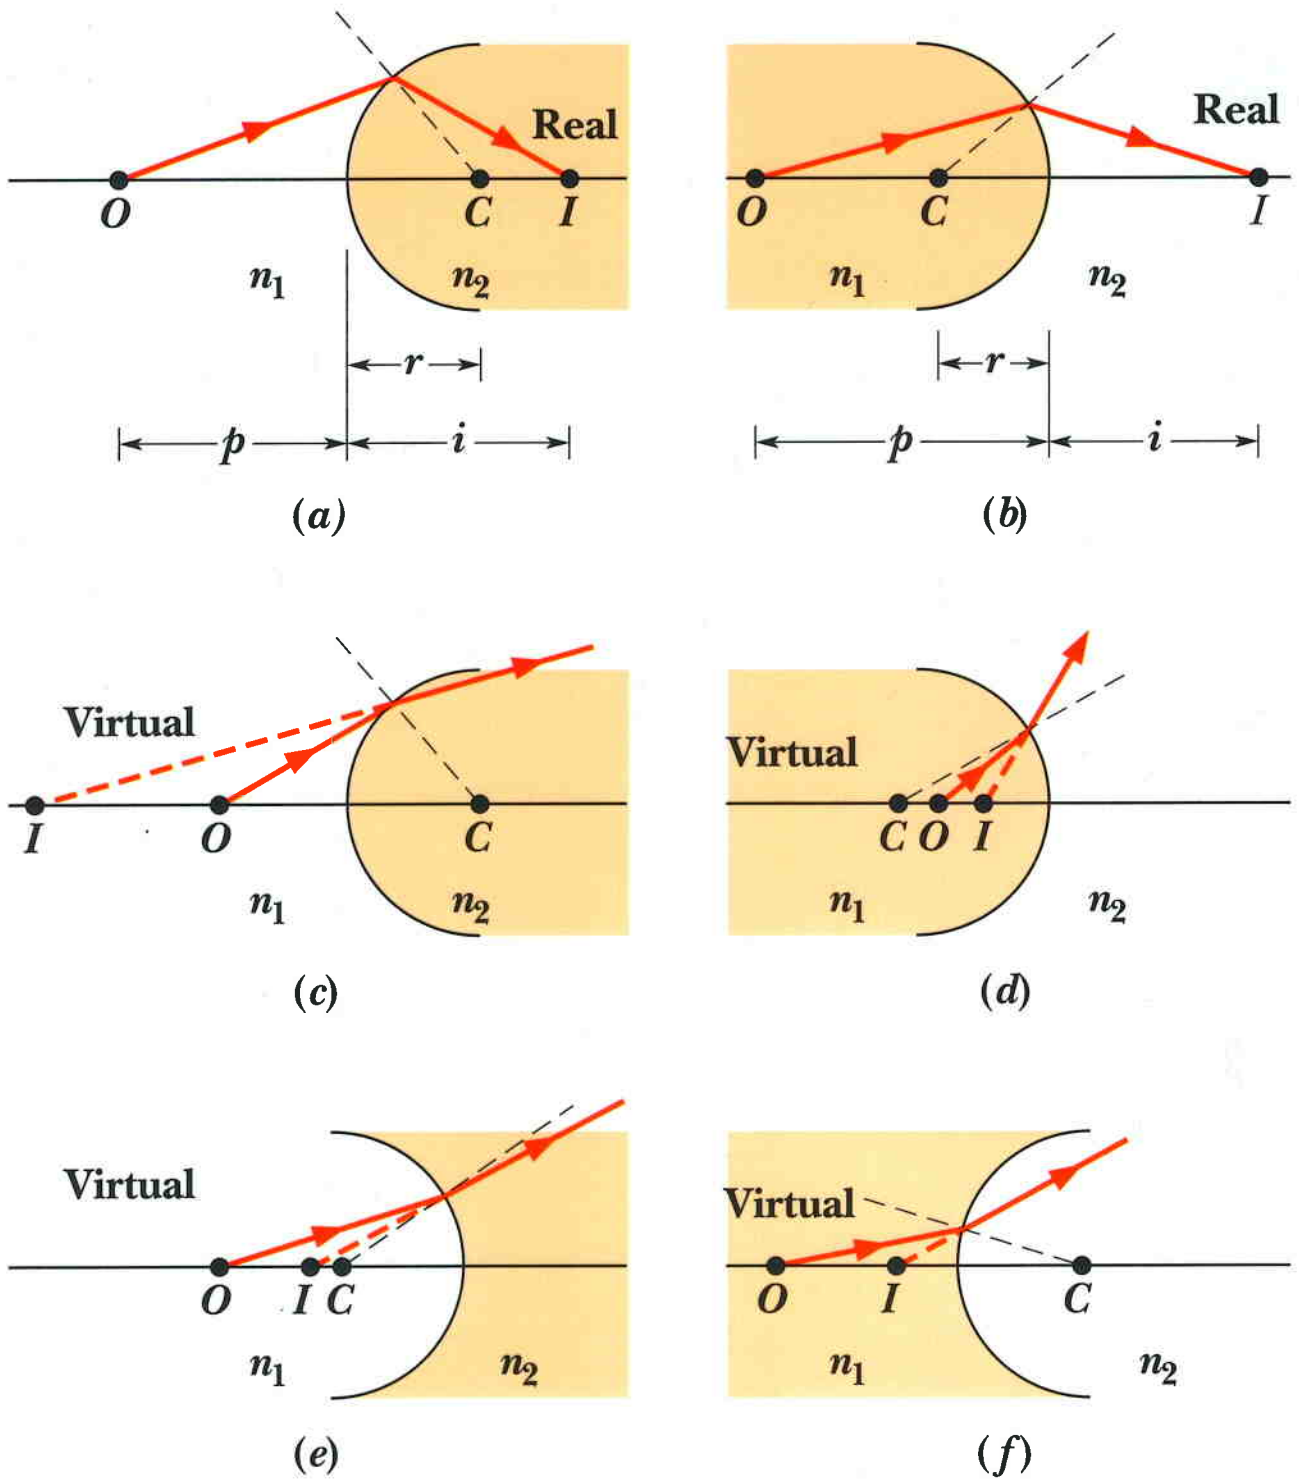 Real
O C I
n1 n2
r
p i
(a)
Real
O C I
n1 n2
r
p i
(b)
Virtual
I O C
n1 n2
(c)
Virtual
C O I
n1 n2
(d)
Virtual
O I C
n1 n2
(e)
Virtual
O I C
n1 n2
(f)